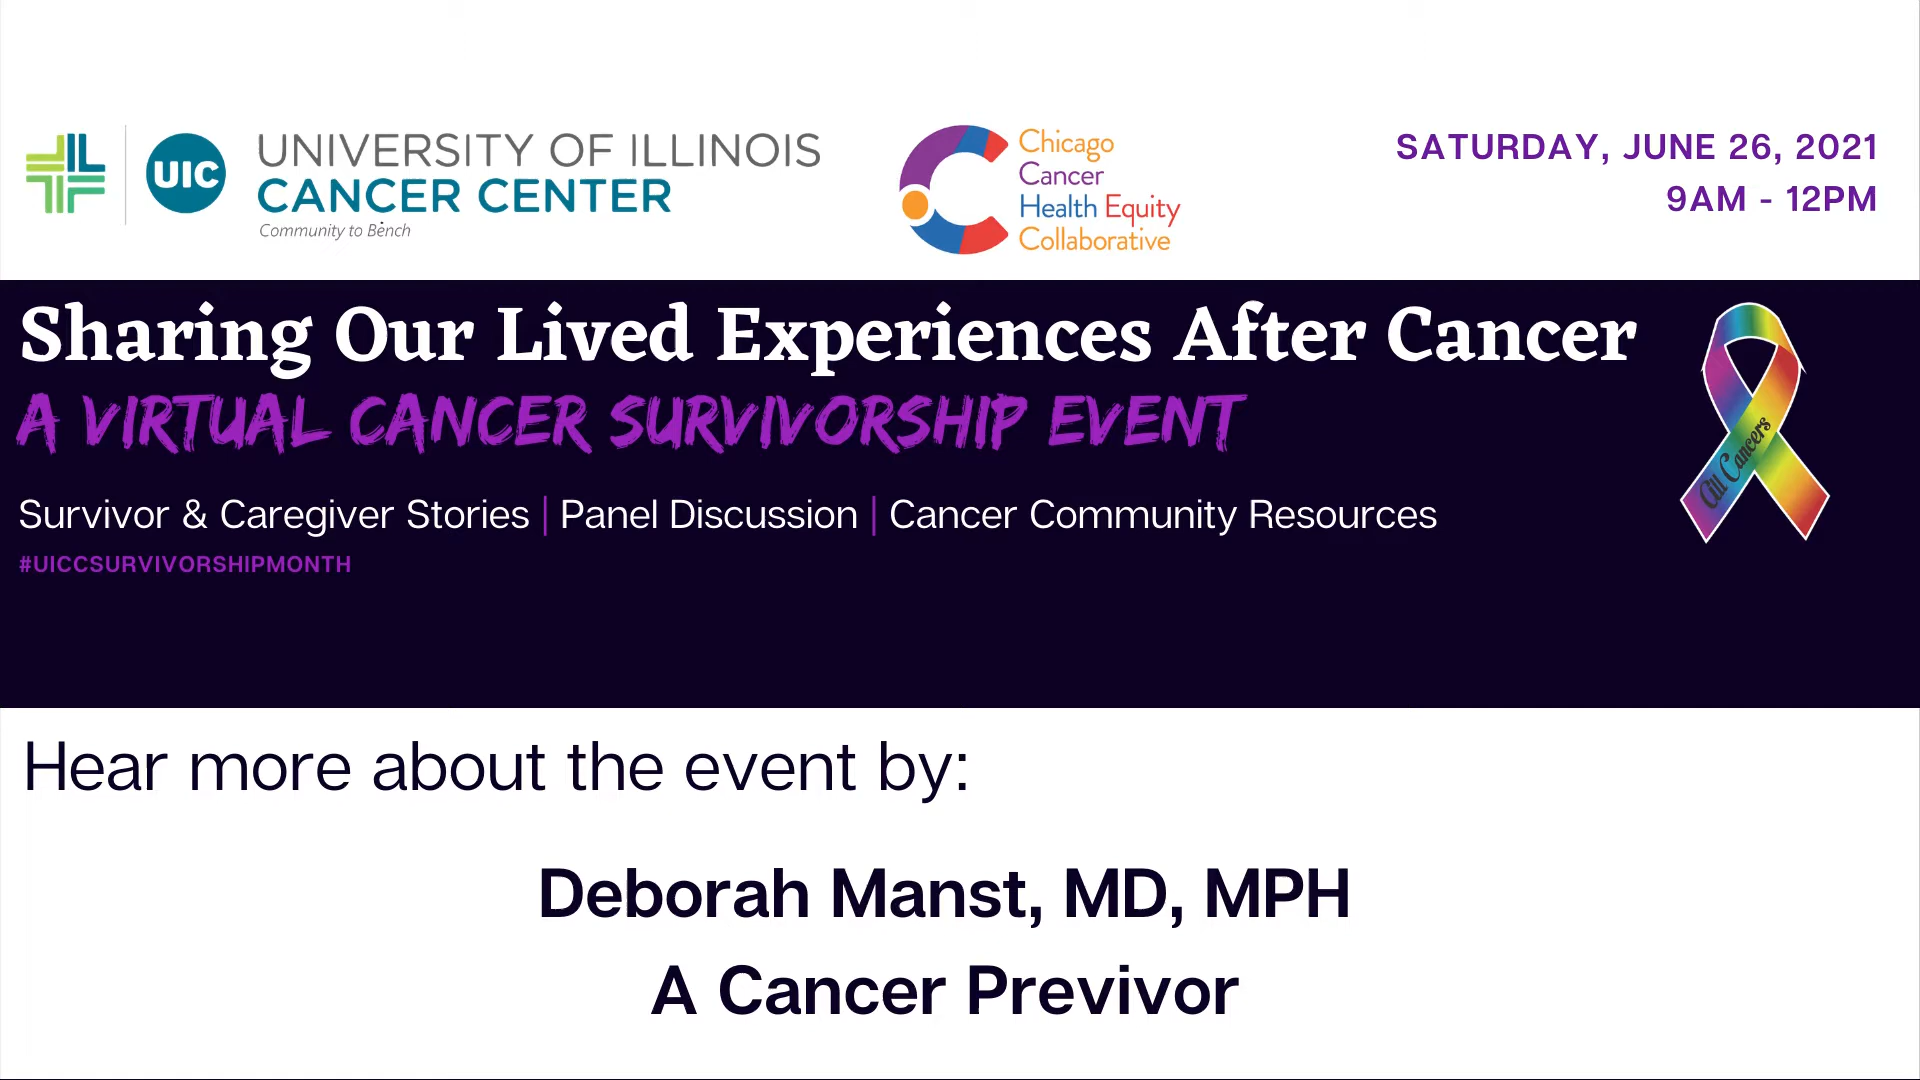 UIC
UNIVERSITY OF ILLINOIS
CANCER CENTER
Community to Bench
Chicago
Cancer
Health Equity
Collaborative
SATURDAY, JUNE 26, 2021
9AM - 12PM
Sharing Our Lived Experiences After Cancer
A VIRTUAL CANCER SURVIVORSHIP EVENT
All Cancers
Survivor & Caregiver Stories | Panel Discussion | Cancer Community Resources
#UICCSURVIVORSHIPMONTH
Hear more about the event by:
Deborah Manst, MD, MPH
A Cancer Previvor